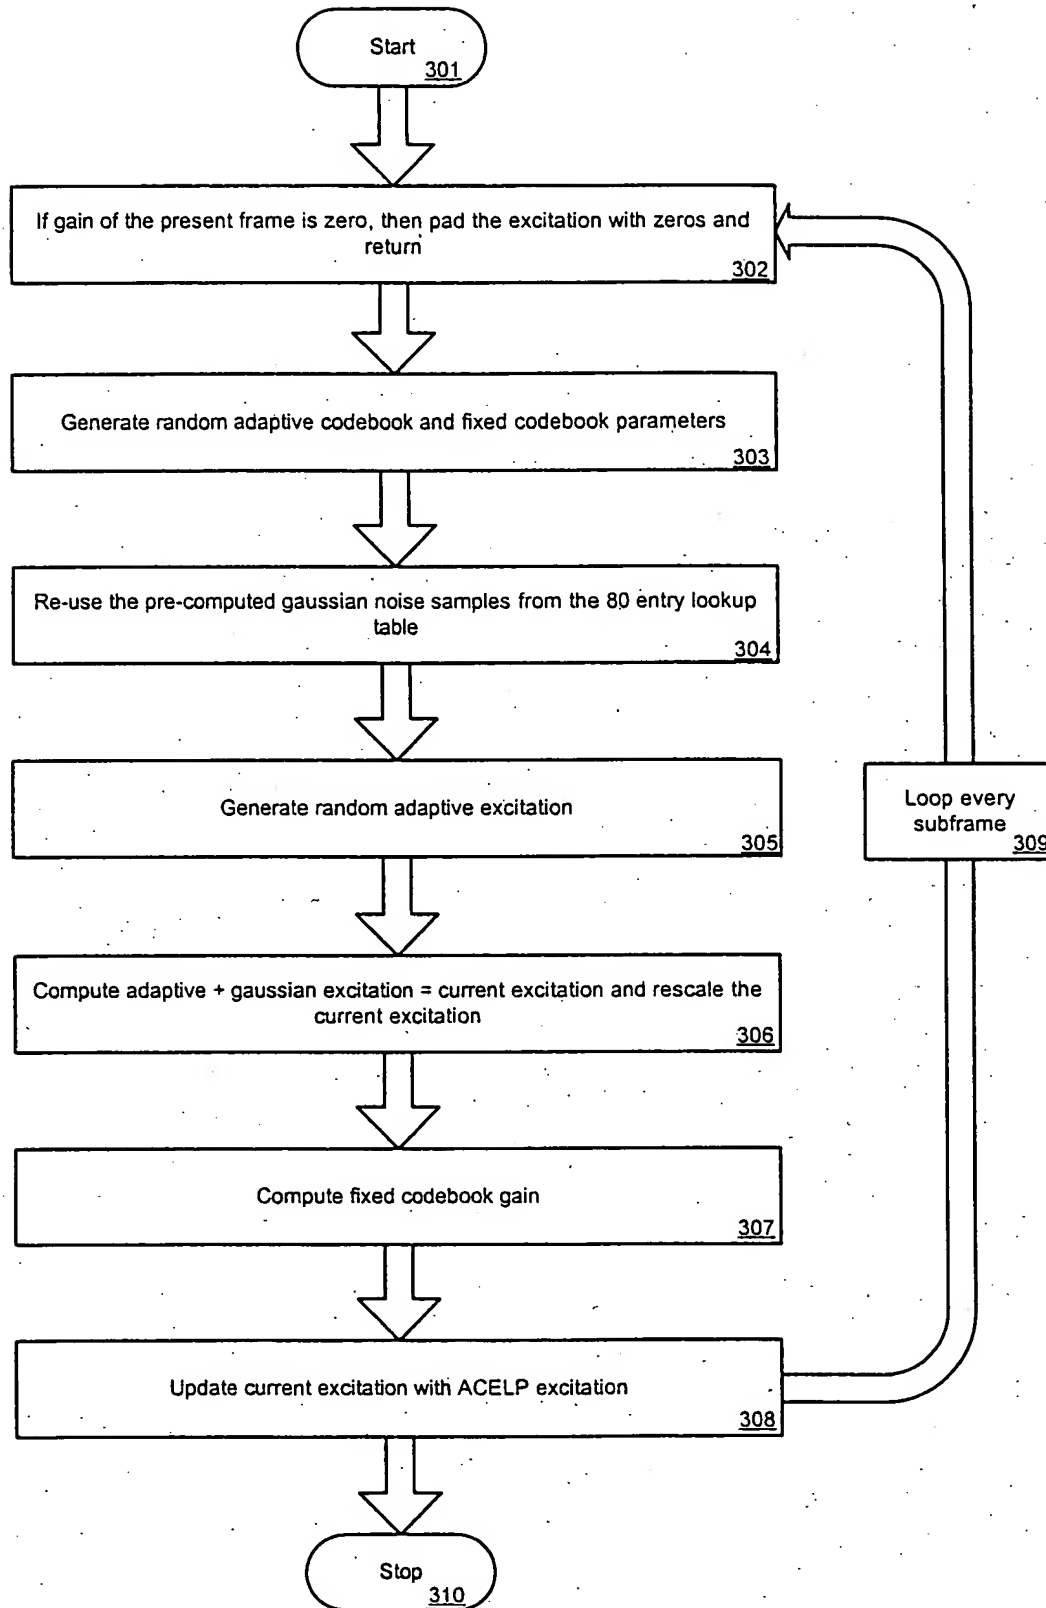 Start
301
If gain of the present frame is zero, then pad the excitation with zeros and
return
302
Generate random adaptive codebook and fixed codebook parameters
303
Re-use the pre-computed gaussian noise samples from the 80 entry lookup
table
304
Generate random adaptive excitation
305
Loop every
subframe
309
Compute adaptive + gaussian excitation = current excitation and rescale the
current excitation
306
Compute fixed codebook gain
307
Update current excitation with ACELP excitation
308
Stop
310